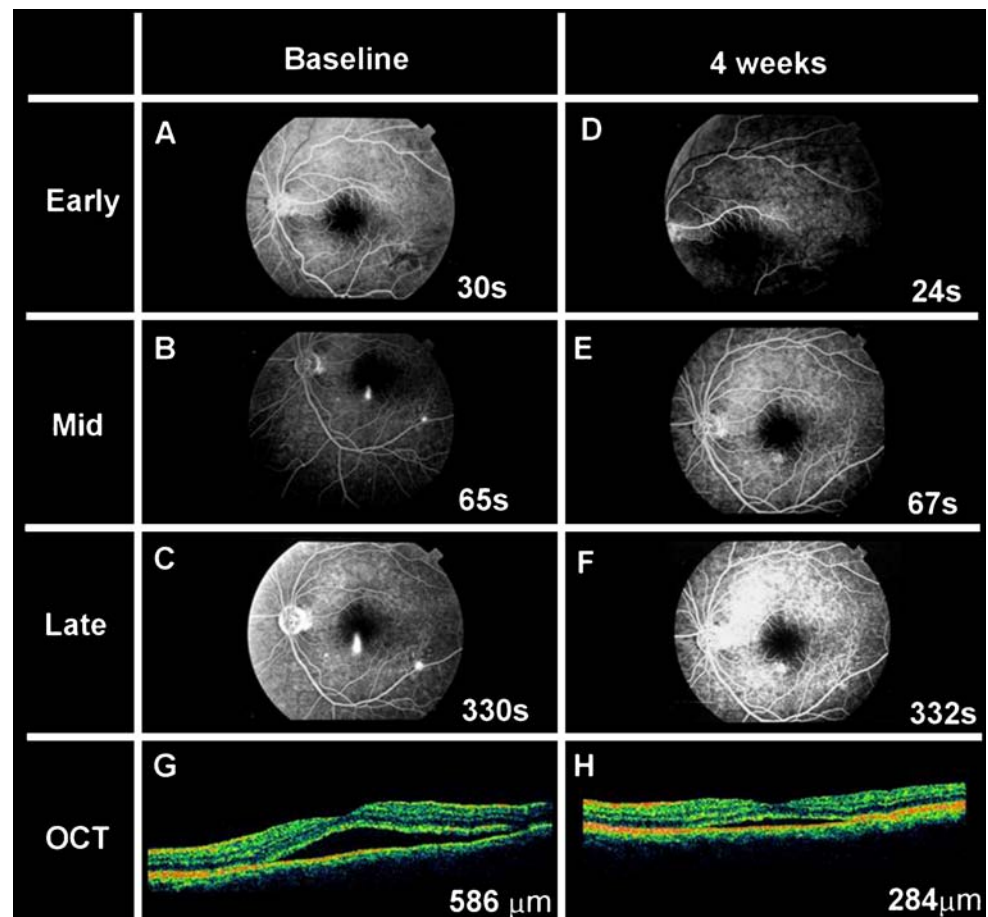 Baseline
4 weeks
Early
A
30s
D
24s
Mid
B
65s
E
67s
Late
C
330s
F
332s
OCT
G
586 µm
H
284µm